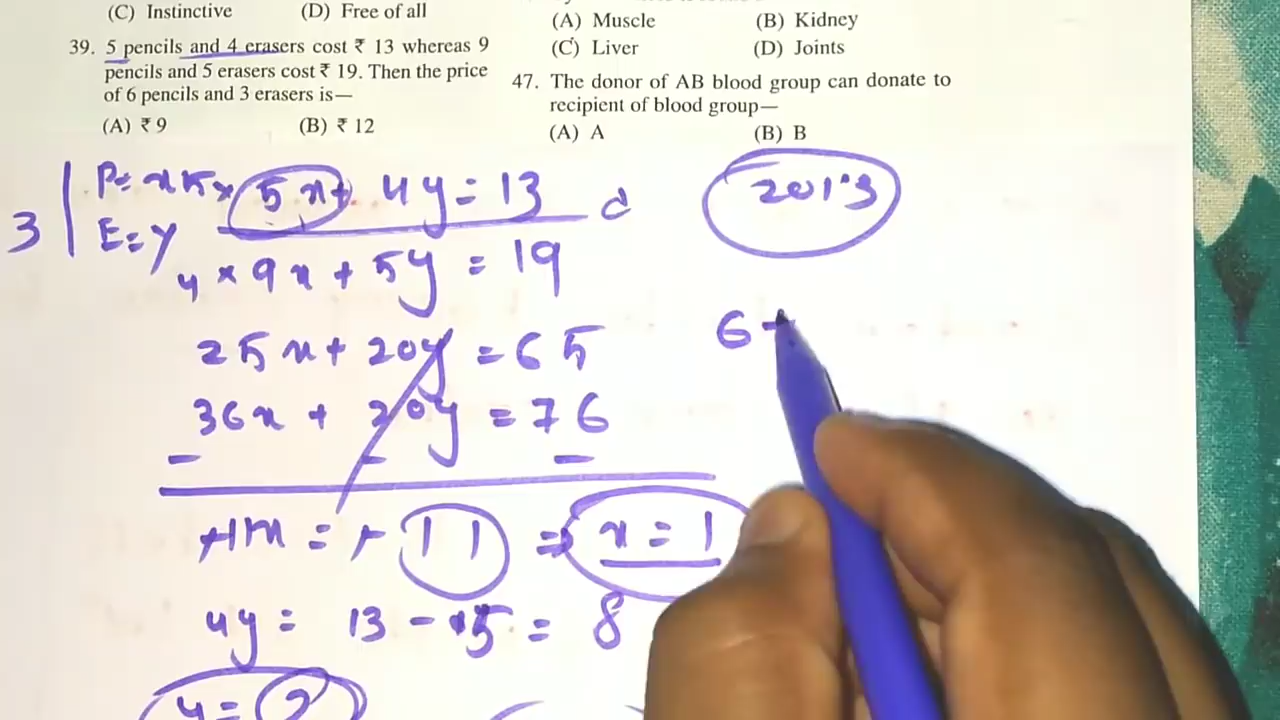 (C) Instinctive (D) Free of all
39. 5 pencils and 4 erasers cost ₹ 13 whereas 9
pencils and 5 erasers cost ₹ 19. Then the price
of 6 pencils and 3 erasers is—
(A) ₹ 9 (B) ₹ 12
(A) Muscle (B) Kidney
(C) Liver (D) Joints
47. The donor of AB blood group can donate to
recipient of blood group—
(A) A (B) B
3
P= x 5× 5x+ 4y = 13
E=y
4 × 9x + 5y = 19
25x + 20y = 65
36x + 20y = 76
- - -
11x = 11 ⇒ x = 1
4y = 13 - 5 = 8
y = 2
2013
6